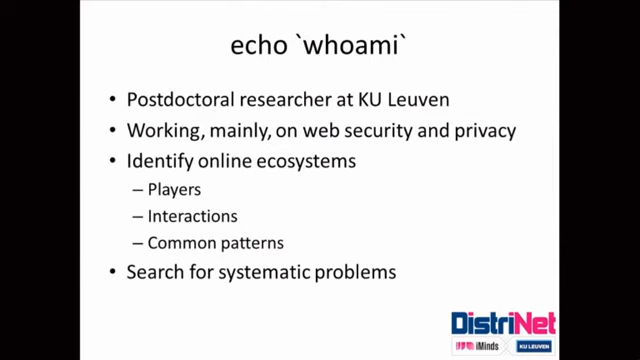 echo `whoami`
• Postdoctoral researcher at KU Leuven
• Working, mainly, on web security and privacy
• Identify online ecosystems
– Players
– Interactions
– Common patterns
• Search for systematic problems
DistriNet
iMinds
KU LEUVEN